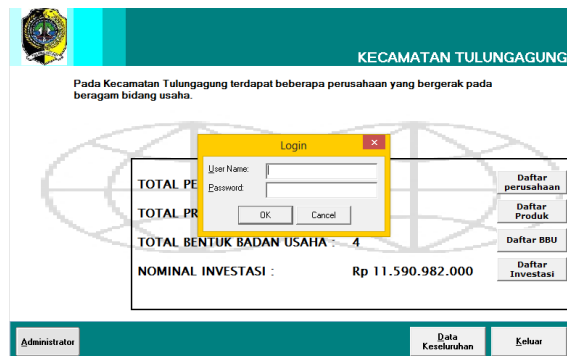 KECAMATAN TULUNGAGUNG
Pada Kecamatan Tulungagung terdapat beberapa perusahaan yang bergerak pada
beragam bidang usaha.
Login
User Name:
Password:
OK Cancel
TOTAL PE
TOTAL PR
TOTAL BENTUK BADAN USAHA : 4
NOMINAL INVESTASI : Rp 11.590.982.000
Daftar
perusahaan
Daftar
Produk
Daftar BBU
Daftar
Investasi
Administrator
Data
Keseluruhan
Keluar